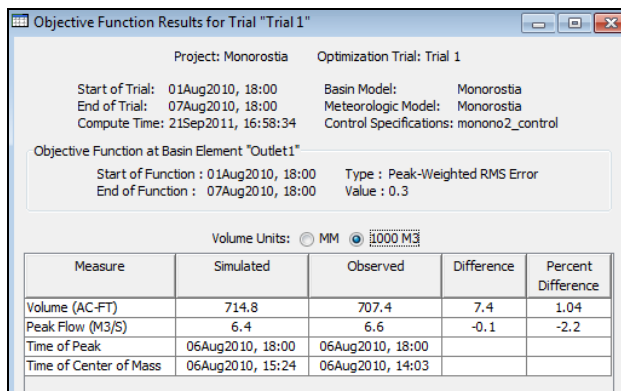 Objective Function Results for Trial "Trial 1"
Project: Monorostia Optimization Trial: Trial 1
Start of Trial: 01Aug2010, 18:00 Basin Model: Monorostia
End of Trial: 07Aug2010, 18:00 Meteorologic Model: Monorostia
Compute Time: 21Sep2011, 16:58:34 Control Specifications: monono2_control
Objective Function at Basin Element "Outlet1"
Start of Function : 01Aug2010, 18:00 Type : Peak-Weighted RMS Error
End of Function : 07Aug2010, 18:00 Value : 0.3
Volume Units: MM 1000 M3
Measure Simulated Observed Difference Percent
Difference
Volume (AC-FT) 714.8 707.4 7.4 1.04
Peak Flow (M3/S) 6.4 6.6 -0.1 -2.2
Time of Peak 06Aug2010, 18:00 06Aug2010, 18:00
Time of Center of Mass 06Aug2010, 15:24 06Aug2010, 14:03